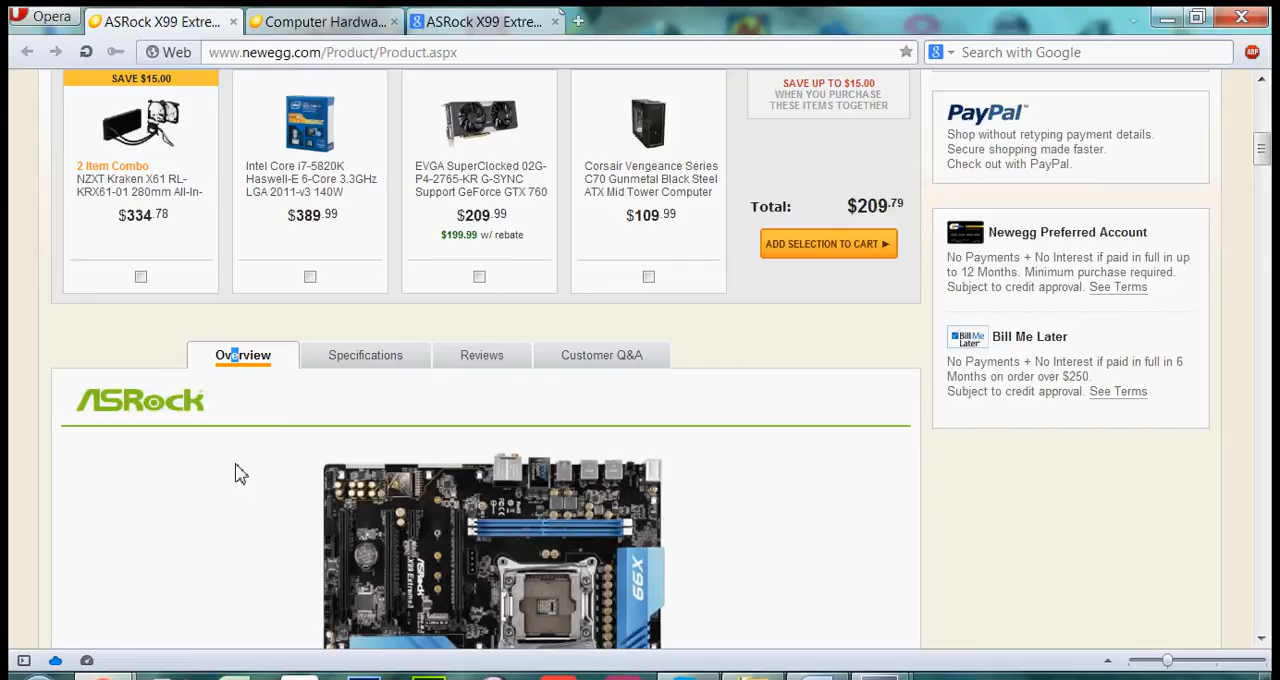 Opera
ASRock X99 Extre...
Computer Hardwa...
ASRock X99 Extre...
Web
www.newegg.com/Product/Product.aspx
Search with Google
ABP
SAVE $15.00
2 Item Combo
NZXT Kraken X61 RL-
KRX61-01 280mm All-In-
$334.78
Intel Core i7-5820K
Haswell-E 6-Core 3.3GHz
LGA 2011-v3 140W
$389.99
EVGA SuperClocked 02G-
P4-2765-KR G-SYNC
Support GeForce GTX 760
$209.99
$199.99 w/ rebate
Corsair Vengeance Series
C70 Gunmetal Black Steel
ATX Mid Tower Computer
$109.99
SAVE UP TO $15.00
WHEN YOU PURCHASE
THESE ITEMS TOGETHER
Total: $209.79
ADD SELECTION TO CART
PayPal
Shop without retyping payment details.
Secure shopping made faster.
Check out with PayPal.
Newegg Preferred Account
No Payments + No Interest if paid in full in up
to 12 Months. Minimum purchase required.
Subject to credit approval. See Terms
Bill Me Later
Bill Me Later
No Payments + No Interest if paid in full in 6
Months on order over $250.
Subject to credit approval. See Terms
Overview
Specifications
Reviews
Customer Q&A
ASRock
ASRock
X99 Extreme3
X99